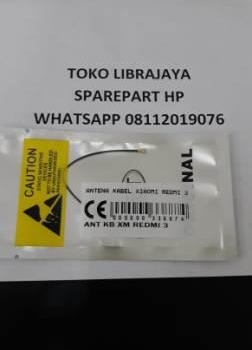 TOKO LIBRAJAYA
SPAREPART HP
WHATSAPP 08112019076
CAUTION
NAL
ANTENA KABEL XIAOMI REDMI 3
CE
ANT KB XM REDMI 3